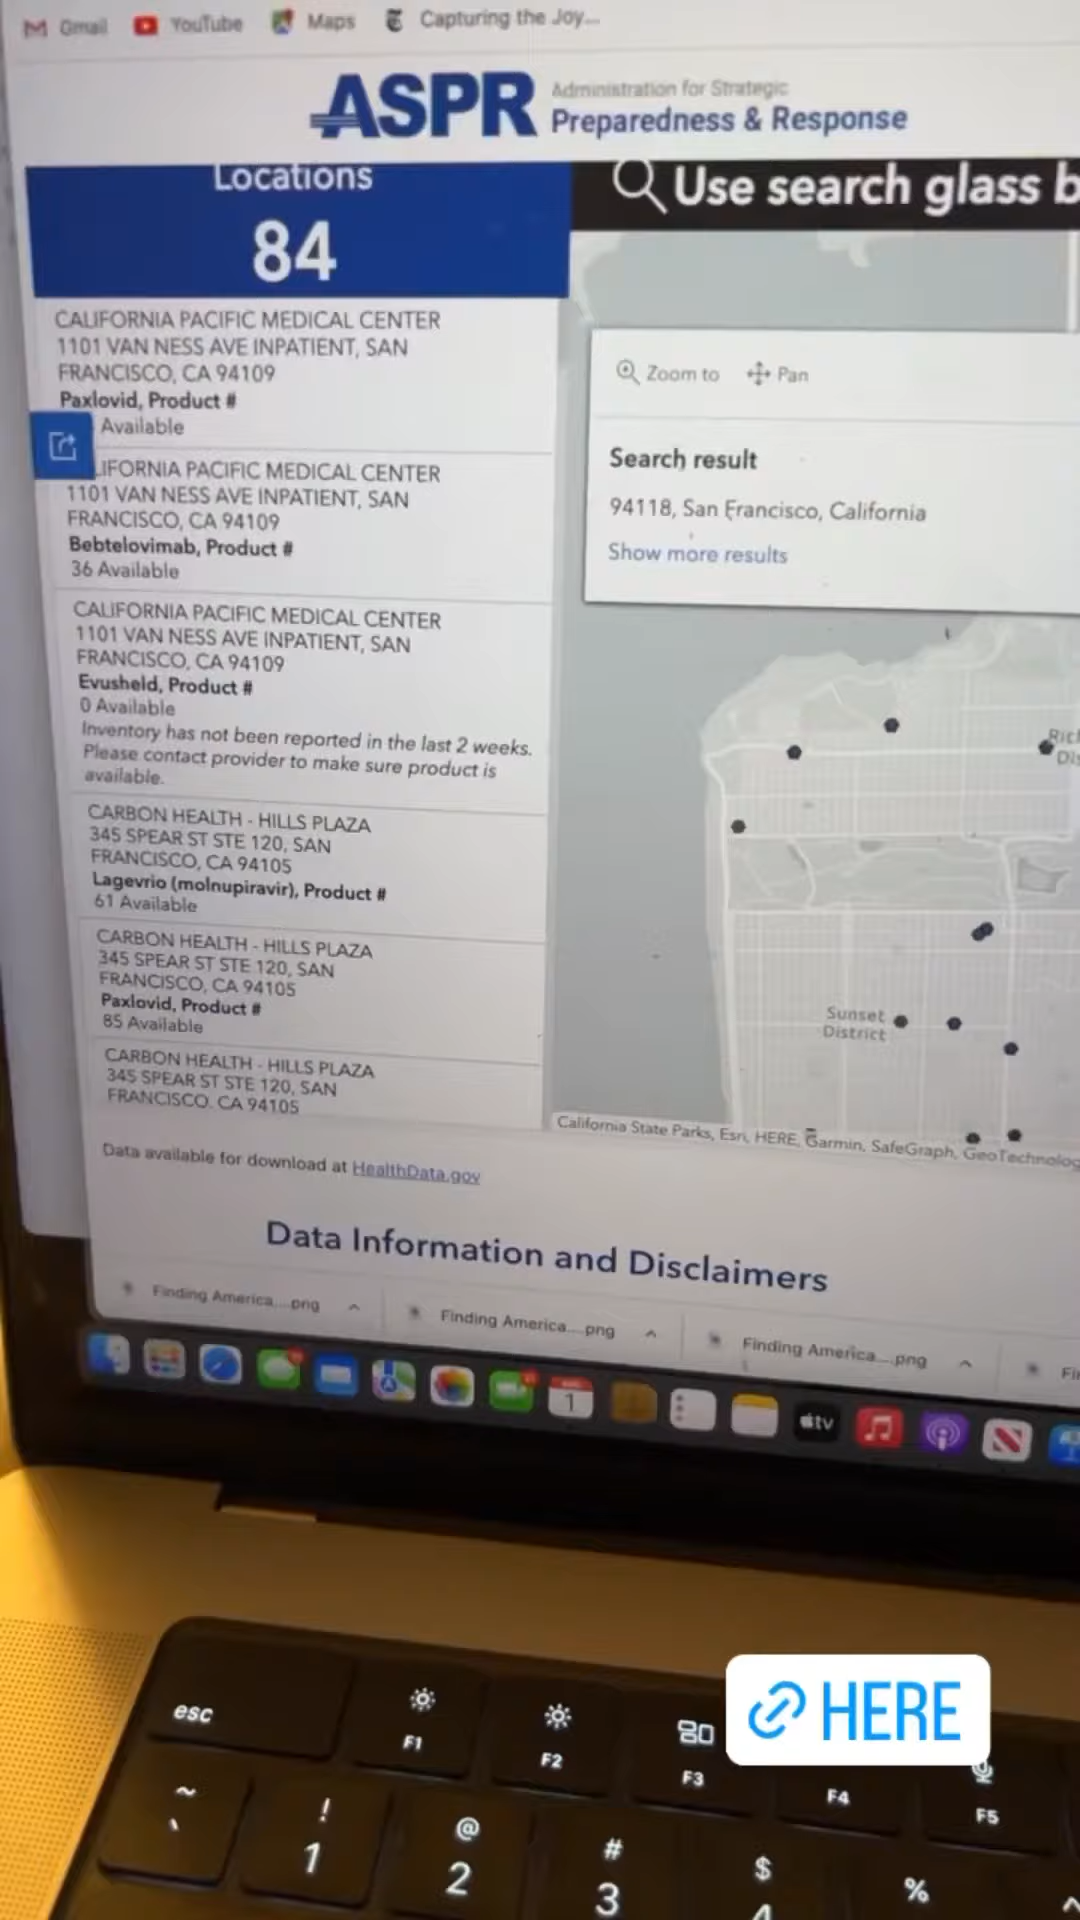 Gmail YouTube Maps Capturing the Joy...
ASPR Administration for Strategic
Preparedness & Response
Locations
84
Use search glass b
CALIFORNIA PACIFIC MEDICAL CENTER
1101 VAN NESS AVE INPATIENT, SAN
FRANCISCO, CA 94109
Paxlovid, Product #
Available
LIFORNIA PACIFIC MEDICAL CENTER
1101 VAN NESS AVE INPATIENT, SAN
FRANCISCO, CA 94109
Bebtelovimab, Product #
36 Available
CALIFORNIA PACIFIC MEDICAL CENTER
1101 VAN NESS AVE INPATIENT, SAN
FRANCISCO, CA 94109
Evusheld, Product #
0 Available
Inventory has not been reported in the last 2 weeks.
Please contact provider to make sure product is
available.
CARBON HEALTH - HILLS PLAZA
345 SPEAR ST STE 120, SAN
FRANCISCO, CA 94105
Lagevrio (molnupiravir), Product #
61 Available
CARBON HEALTH - HILLS PLAZA
345 SPEAR ST STE 120, SAN
FRANCISCO, CA 94105
Paxlovid, Product #
85 Available
CARBON HEALTH - HILLS PLAZA
345 SPEAR ST STE 120, SAN
FRANCISCO, CA 94105
Zoom to Pan
Search result
94118, San Francisco, California
Show more results
Rich
Dis
Sunset
District
California State Parks, Esri, HERE, Garmin, SafeGraph, GeoTechnolog
Data available for download at HealthData.gov
Data Information and Disclaimers
Finding America....png Finding America....png Finding America....png Fi
1
tv
HERE
esc F1 F2 F3 F4 F5
~ ! @ # $ % ^
` 1 2 3 4